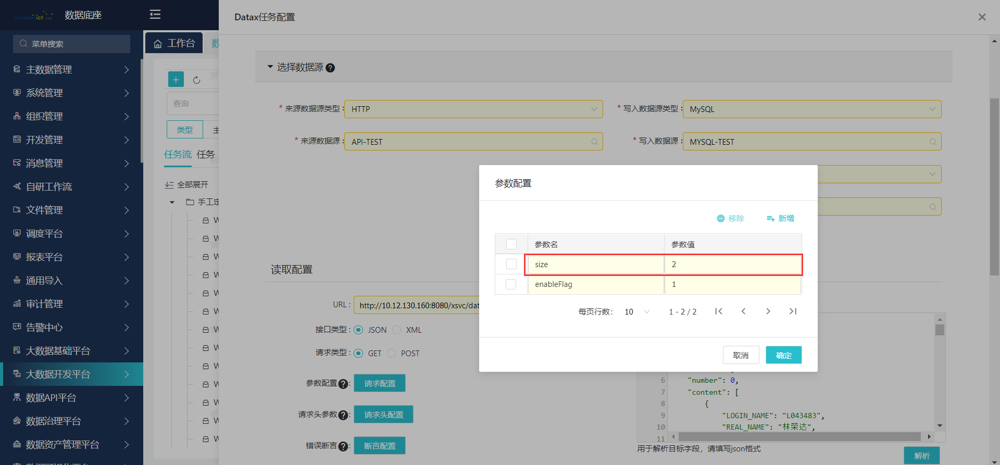 数据底座
菜单搜索
主数据管理
系统管理
组织管理
开发管理
消息管理
自研工作流
文件管理
调度平台
报表平台
通用导入
审计管理
告警中心
大数据基础平台
大数据开发平台
数据API平台
数据治理平台
数据资产管理平台
工作台
数
查询
类型
主
任务流 任务
全部展开
手工定
W
W
W
W
W
W
W
W
W
W
W
W
W
Datax任务配置
选择数据源 ?
* 来源数据源类型 : HTTP
* 写入数据源类型 : MySQL
* 来源数据源 : API-TEST
* 写入数据源 : MYSQL-TEST
读取配置
URL : http://10.12.130.160:8080/xsvc/dat
接口类型 : JSON XML
请求类型 : GET POST
参数配置 ? : 请求配置
请求头参数 ? : 请求头配置
错误断言 ? : 断言配置
参数配置
移除 新增
参数名 参数值
size 2
enableFlag 1
每页行数: 10 1 - 2 / 2
取消 确定
6 "number": 0,
7 "content": [
8 {
9 "LOGIN_NAME": "L043483",
10 "REAL_NAME": "林荣达",
11
用于解析目标字段，请填写json格式
解析